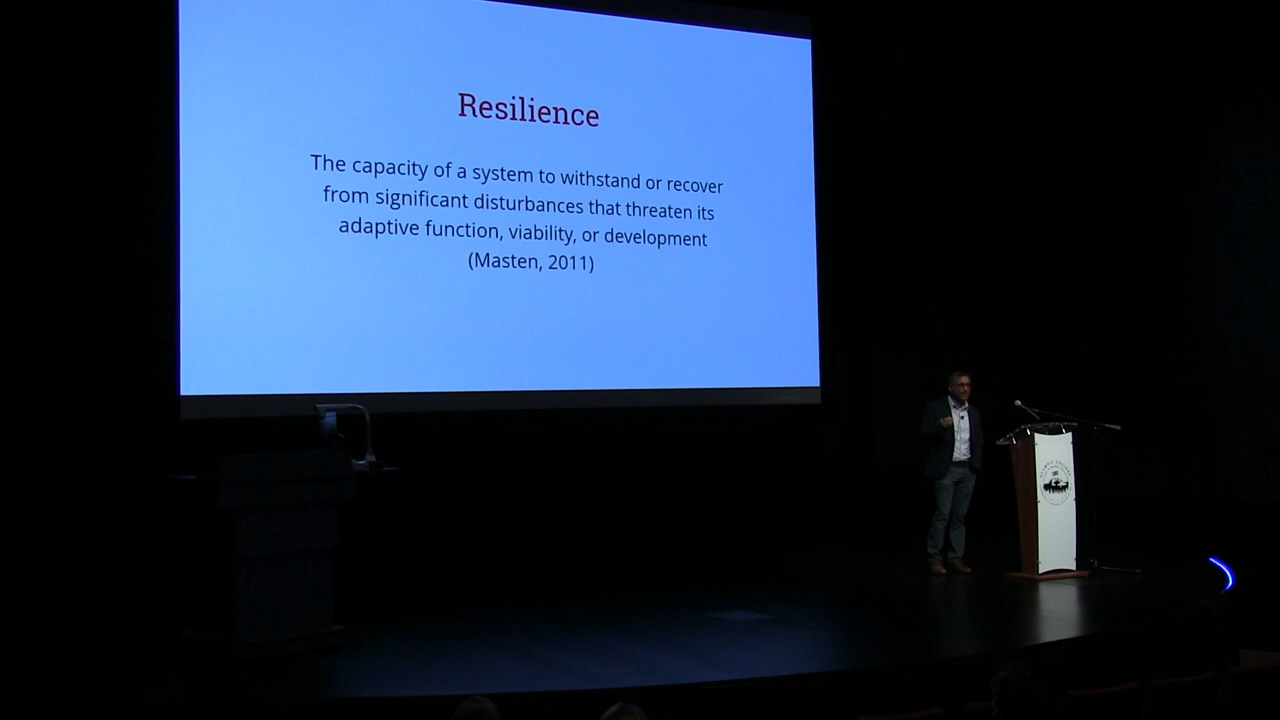 Resilience
The capacity of a system to withstand or recover
from significant disturbances that threaten its
adaptive function, viability, or development
(Masten, 2011)